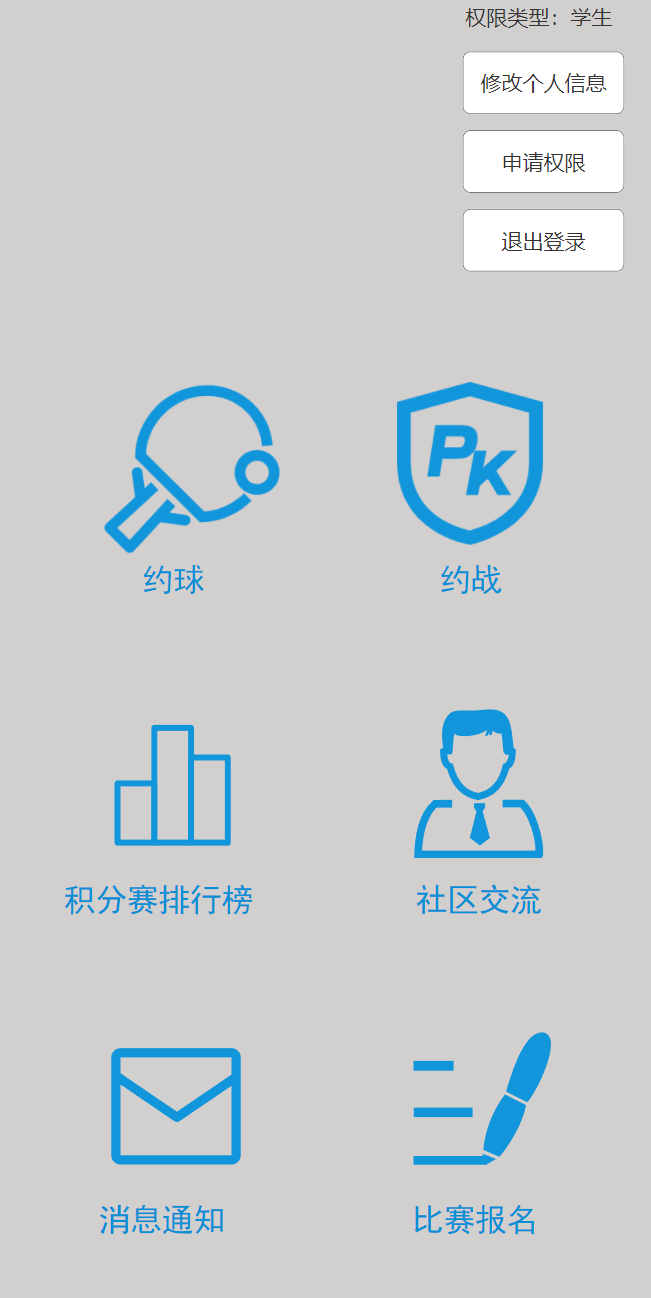 权限类型：学生
修改个人信息
申请权限
退出登录
PK
约球
约战
积分赛排行榜
社区交流
消息通知
比赛报名